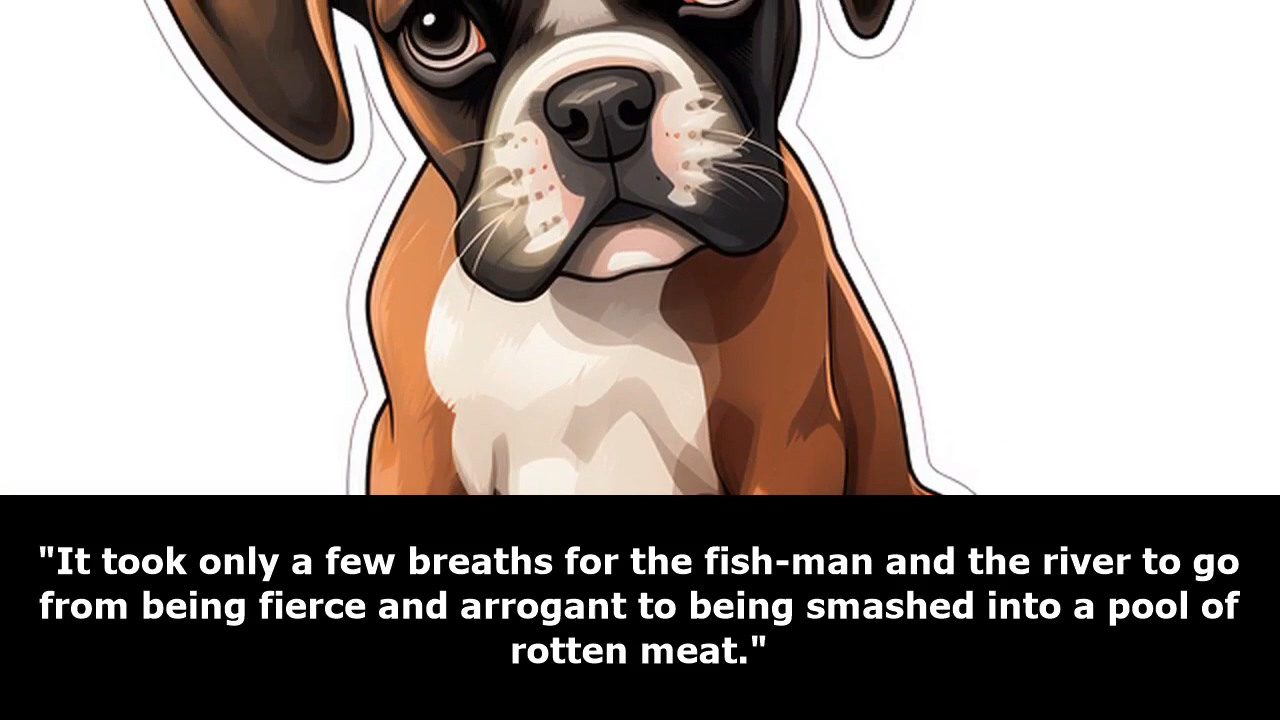 "It took only a few breaths for the fish-man and the river to go
from being fierce and arrogant to being smashed into a pool of
rotten meat."